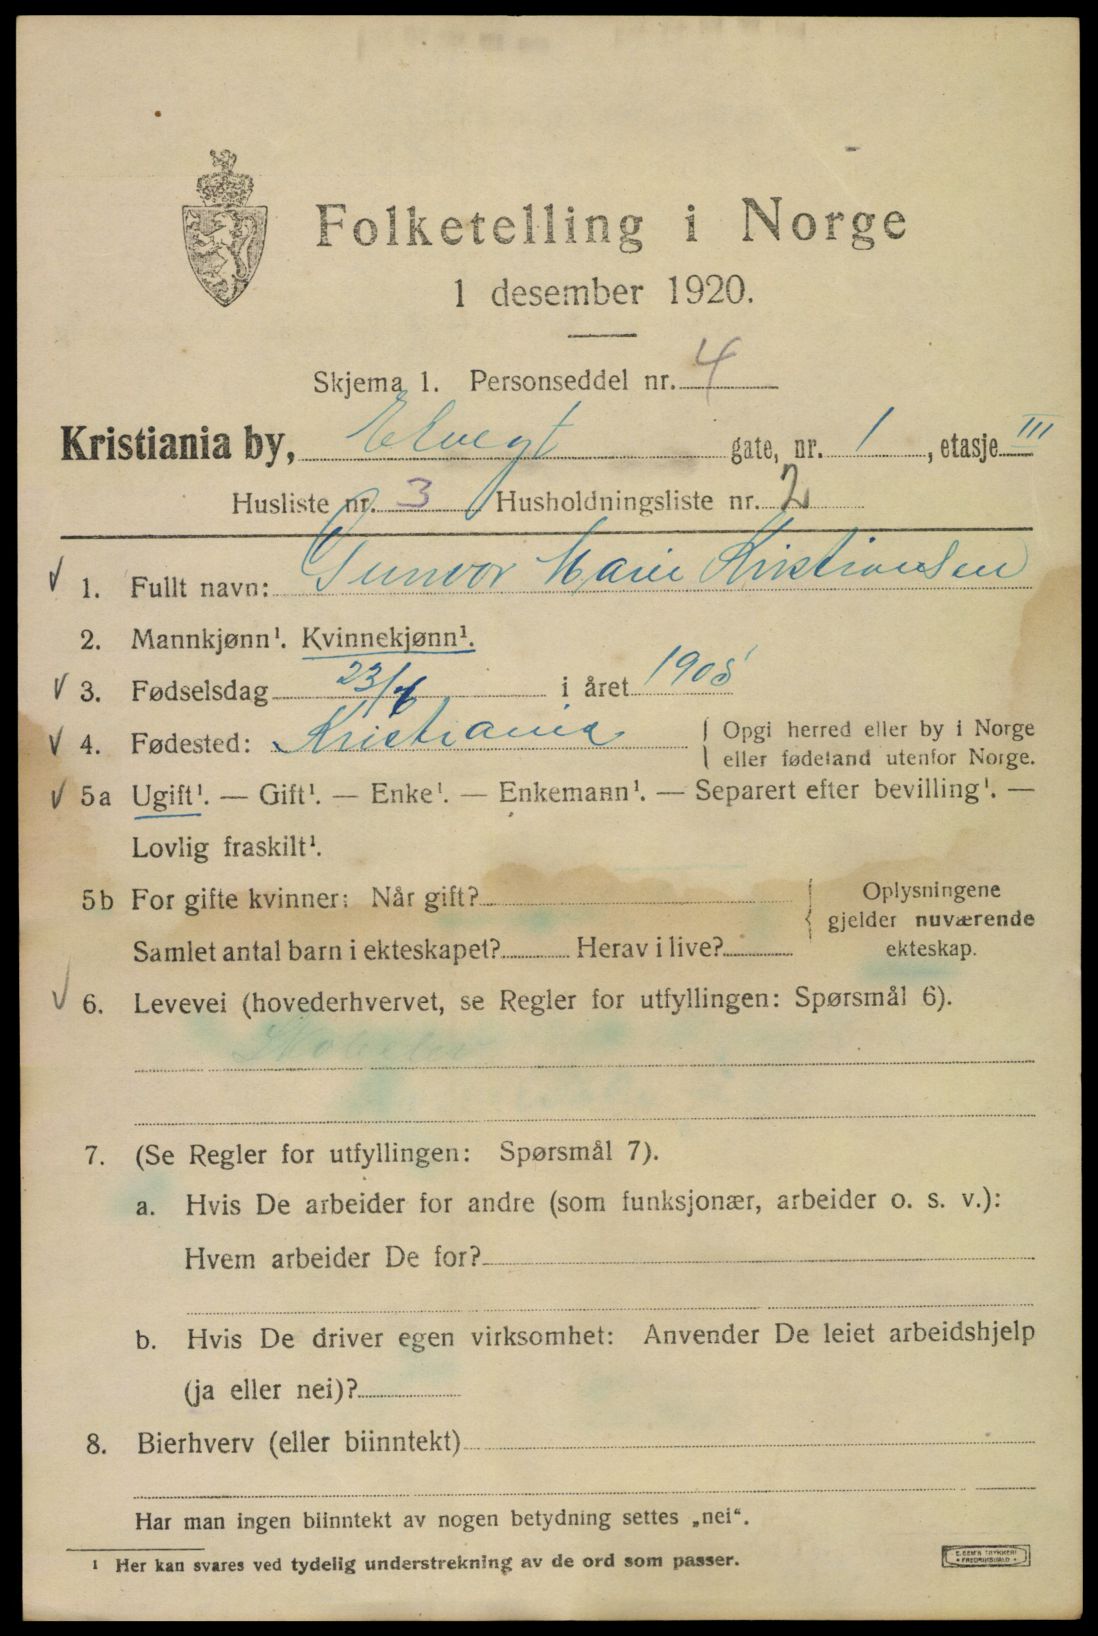 Folketelling i Norge
1 desember 1920.
Skjema 1. Personseddel nr. 4
Kristiania by, Elvegt gate, nr. 1, etasje III
Husliste nr. 3 Husholdningsliste nr. 2
1. Fullt navn: Gunvor Marie Kristiansen
2. Mannkjønn¹. Kvinnekjønn¹.
3. Fødselsdag 23/ i året 1905
4. Fødested: Kristiania
Opgi herred eller by i Norge
eller fødeland utenfor Norge.
5a Ugift¹. — Gift¹. — Enke¹. — Enkemann¹. — Separert efter bevilling¹. —
Lovlig fraskilt¹.
5b For gifte kvinner: Når gift?
Samlet antal barn i ekteskapet? Herav i live?
Oplysningene
gjelder nuværende
ekteskap.
6. Levevei (hovederhvervet, se Regler for utfyllingen: Spørsmål 6).
7. (Se Regler for utfyllingen: Spørsmål 7).
a. Hvis De arbeider for andre (som funksjonær, arbeider o. s. v.):
Hvem arbeider De for?
b. Hvis De driver egen virksomhet: Anvender De leiet arbeidshjelp
(ja eller nei)?
8. Bierhverv (eller biinntekt)
Har man ingen biinntekt av nogen betydning settes „nei“.
¹ Her kan svares ved tydelig understrekning av de ord som passer.